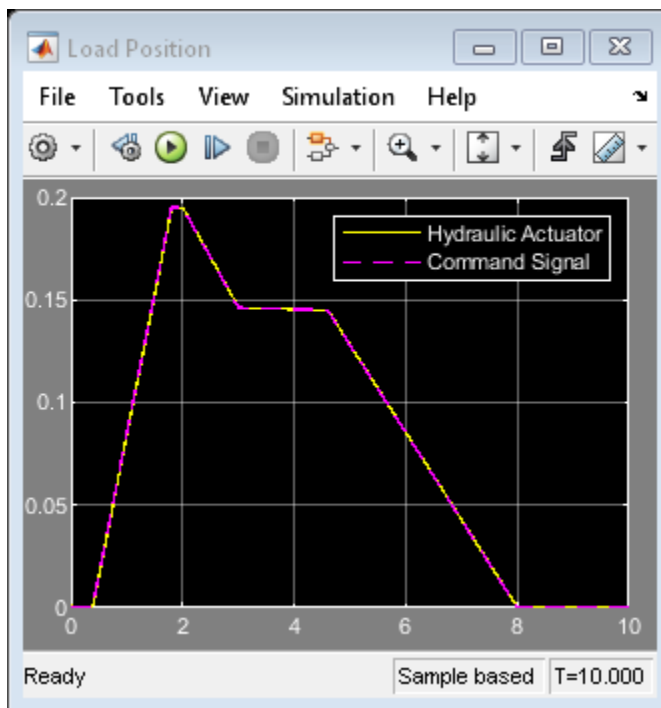 Load Position
File Tools View Simulation Help
0.2
Hydraulic Actuator
Command Signal
0.15
0.1
0.05
0
0 2 4 6 8 10
Ready Sample based T=10.000